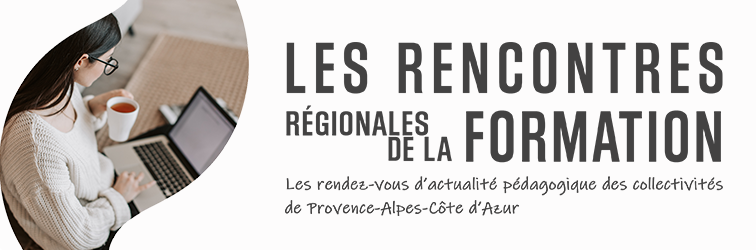 LES RENCONTRES
RÉGIONALES
DE LA FORMATION
Les rendez-vous d'actualité pédagogique des collectivités
de Provence-Alpes-Côte d'Azur